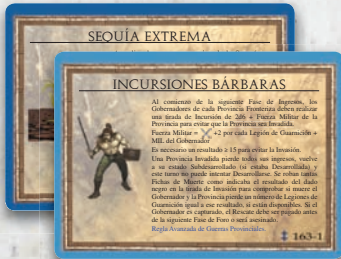 SEQUÍA EXTREMA
INCURSIONES BÁRBARAS
Al comienzo de la siguiente Fase de Ingresos, los
Gobernadores de cada Provincia Fronteriza deben realizar
una tirada de Incursión de 2d6 + Fuerza Militar de la
Provincia para evitar que la Provincia sea Invadida.
Fuerza Militar = +2 por cada Legión de Guarnición +
MIL del Gobernador
Es necesario un resultado ≥ 15 para evitar la Invasión.
Una Provincia Invadida pierde todos sus ingresos, vuelve
a su estado Subdesarrollado (si estaba Desarrollada) y
este turno no puede intentar Desarrollarse. Se roban tantas
Fichas de Muerte como indicaba el resultado del dado
negro en la tirada de Invasión para comprobar si muere el
Gobernador y la Provincia pierde un número de Legiones de
Guarnición igual a ese resultado, si están disponibles. Si el
Gobernador es capturado, el Rescate debe ser pagado antes
de la siguiente Fase de Foro o será asesinado.
Regla Avanzada de Guerras Provinciales.
163-1